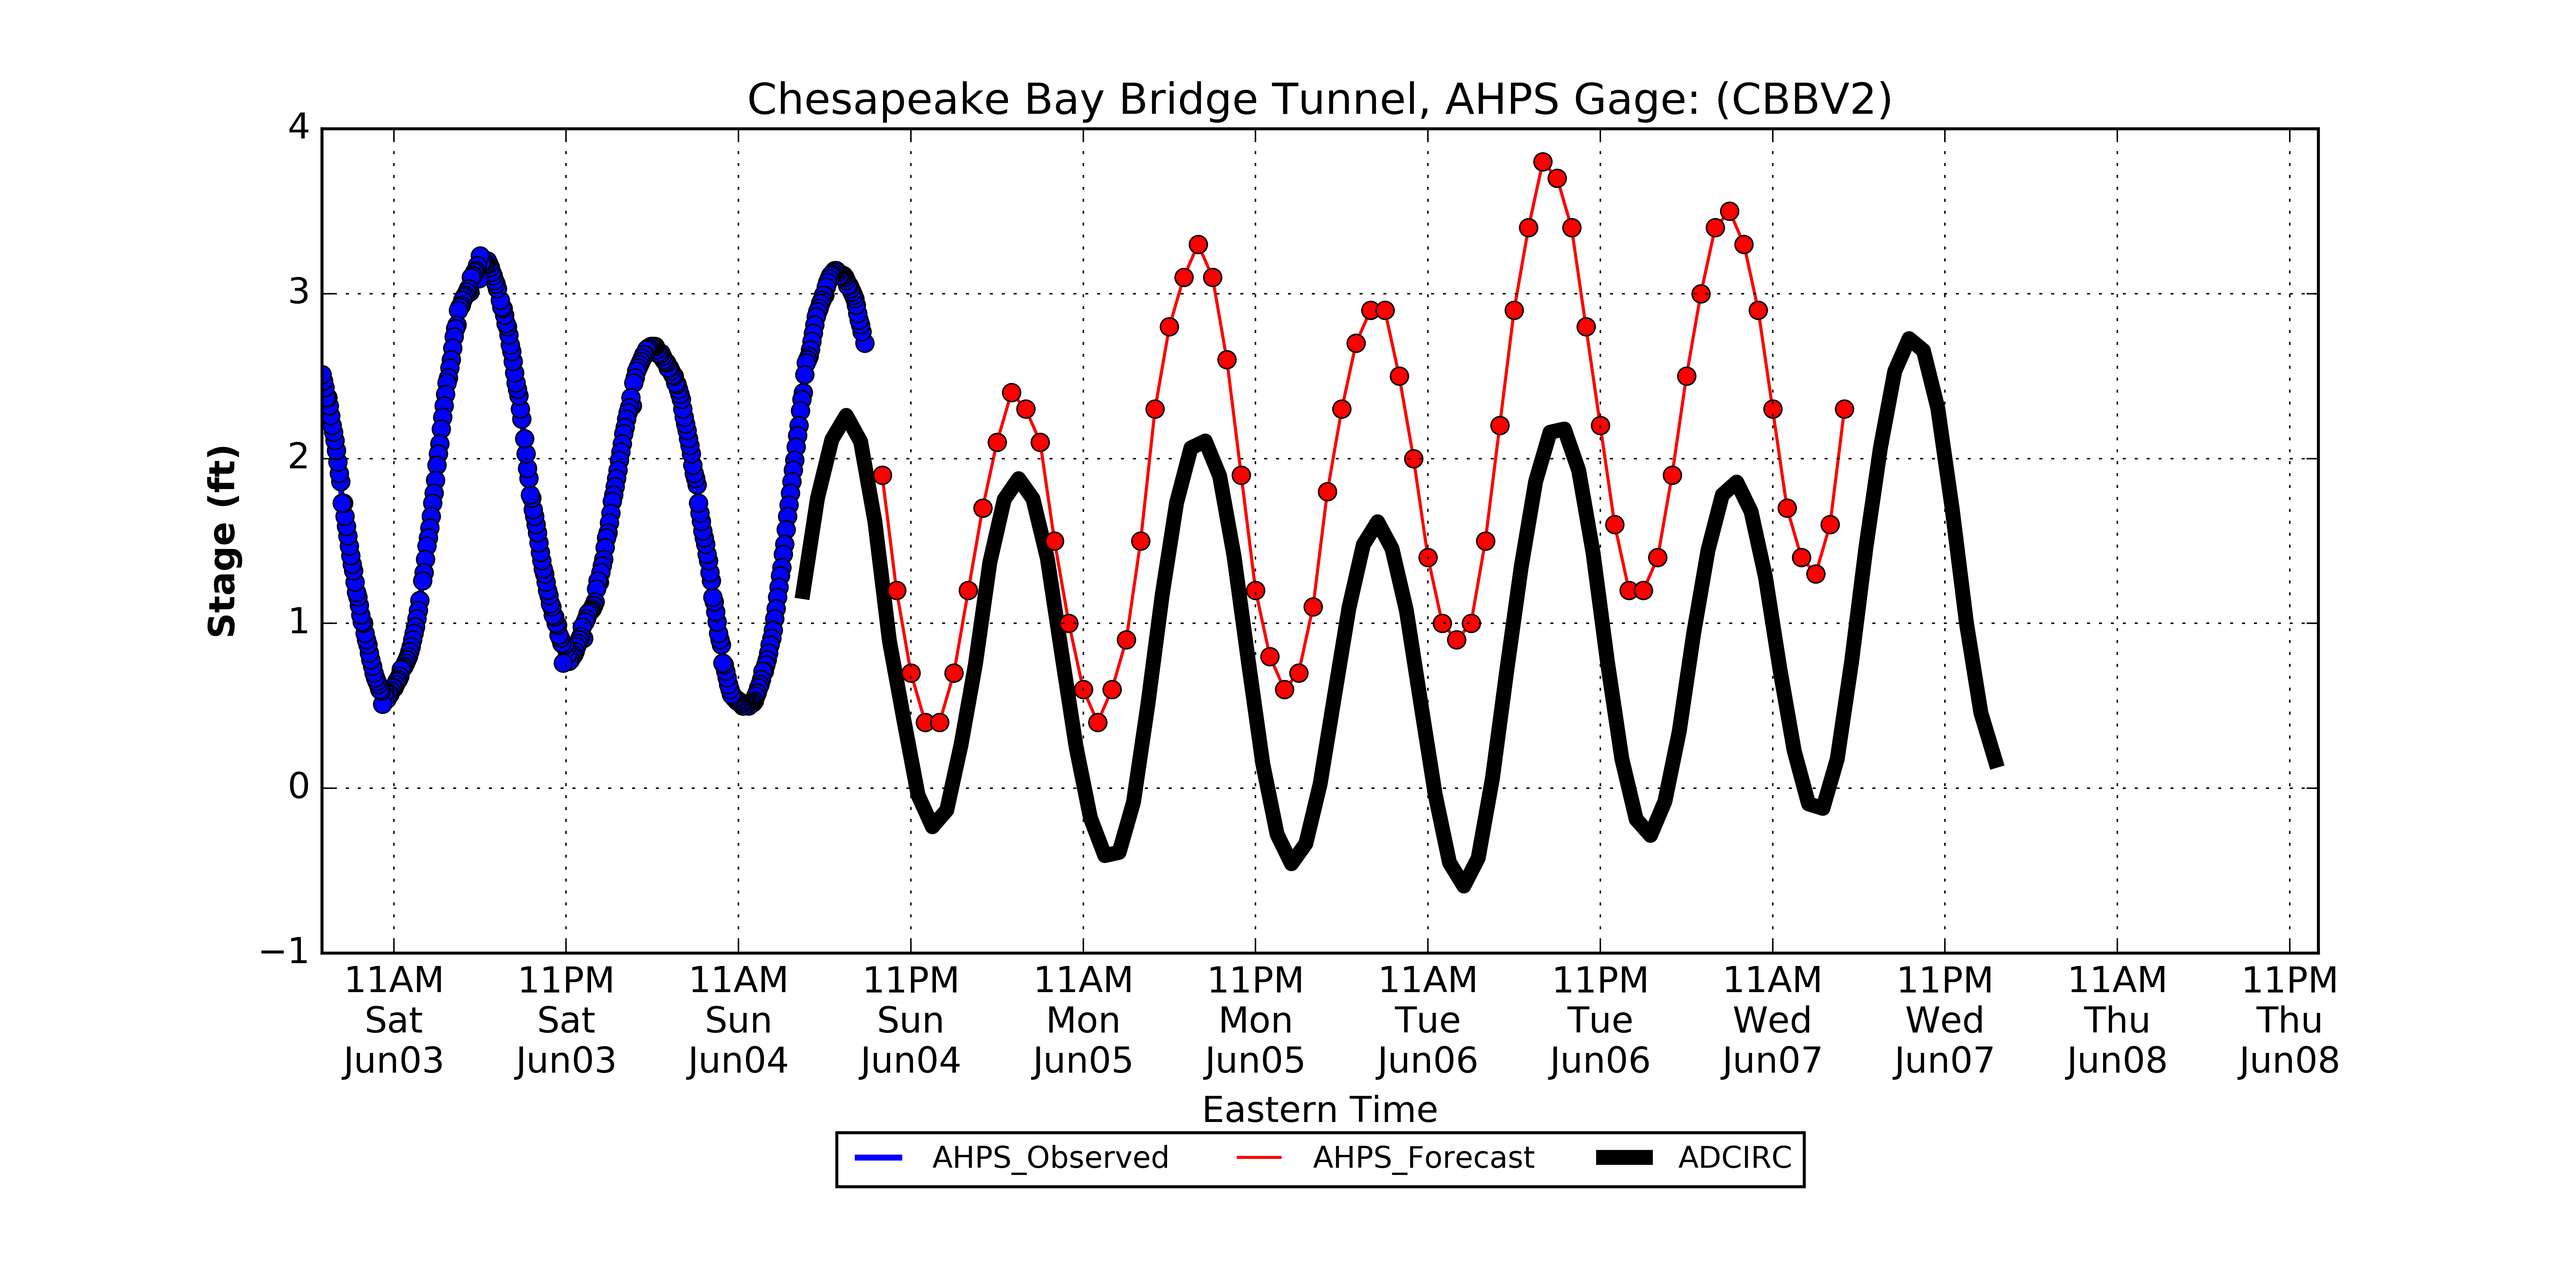 Chesapeake Bay Bridge Tunnel, AHPS Gage: (CBBV2)
4
3
2
1
0
−1
Stage (ft)
11AM 11PM 11AM 11PM 11AM 11PM 11AM 11PM 11AM 11PM 11AM 11PM
Sat Sat Sun Sun Mon Mon Tue Tue Wed Wed Thu Thu
Jun03 Jun03 Jun04 Jun04 Jun05 Jun05 Jun06 Jun06 Jun07 Jun07 Jun08 Jun08
Eastern Time
AHPS_Observed AHPS_Forecast ADCIRC